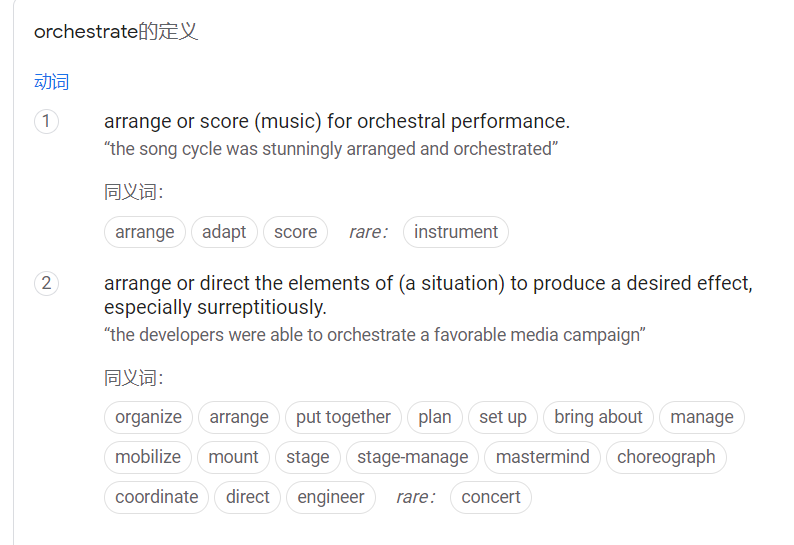 orchestrate的定义
动词
1 arrange or score (music) for orchestral performance.
“the song cycle was stunningly arranged and orchestrated”
同义词：
arrange adapt score rare： instrument
2 arrange or direct the elements of (a situation) to produce a desired effect,
especially surreptitiously.
“the developers were able to orchestrate a favorable media campaign”
同义词：
organize arrange put together plan set up bring about manage
mobilize mount stage stage-manage mastermind choreograph
coordinate direct engineer rare： concert